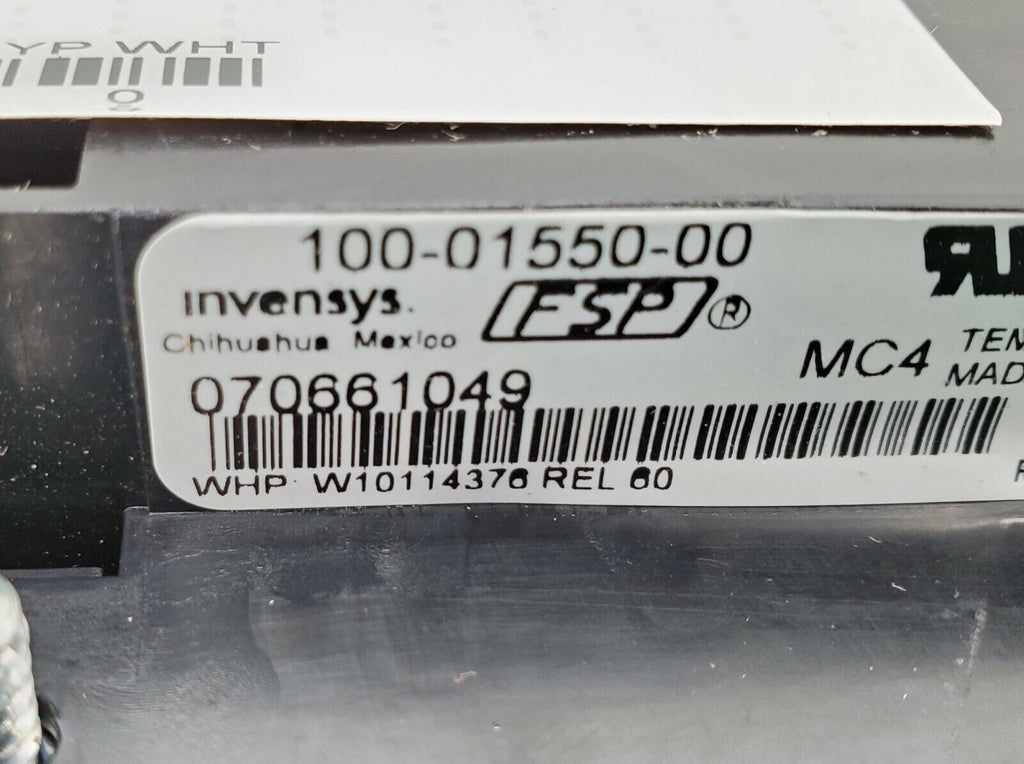 YP WHT
100-01550-00
invensys. FSP®
Chihuahua Mexico
MC4
070661049
WHP W10114376 REL 60